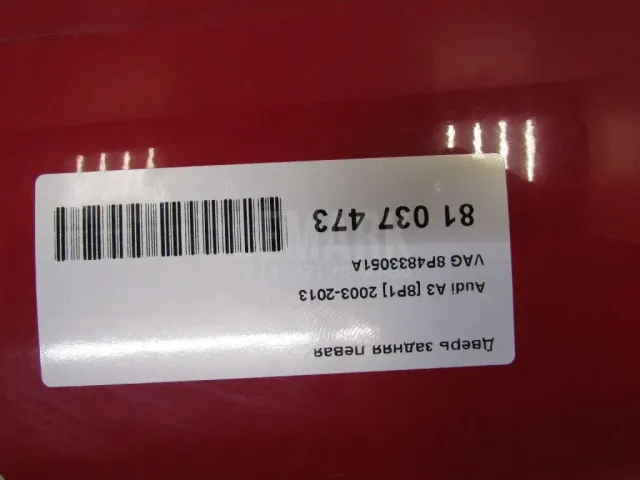 Дверь задняя левая
Audi A3 [8P1] 2003-2013
VAG 8P4833051A
81 037 473